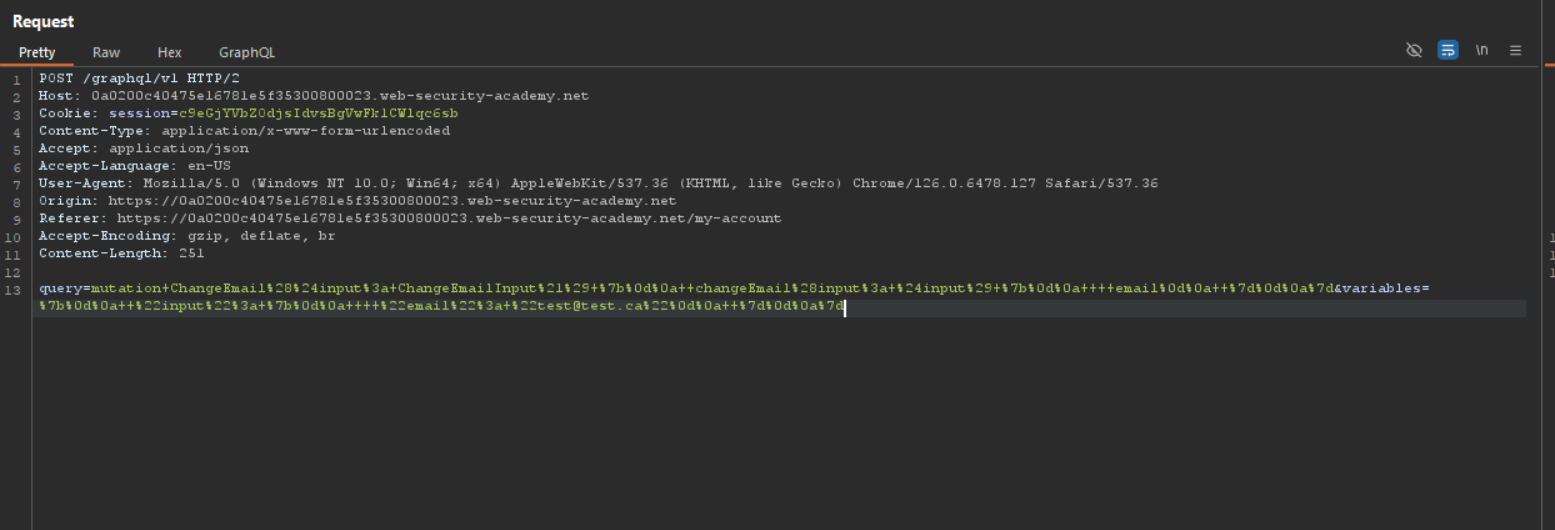 Request
Pretty Raw Hex GraphQL \n
1 POST /graphql/v1 HTTP/2
2 Host: 0a0200c40475e16781e5f35300800023.web-security-academy.net
3 Cookie: session=c9eGjYVbZ0djsIdvsBgVwFk1CWlqc6sb
4 Content-Type: application/x-www-form-urlencoded
5 Accept: application/json
6 Accept-Language: en-US
7 User-Agent: Mozilla/5.0 (Windows NT 10.0; Win64; x64) AppleWebKit/537.36 (KHTML, like Gecko) Chrome/126.0.6478.127 Safari/537.36
8 Origin: https://0a0200c40475e16781e5f35300800023.web-security-academy.net
9 Referer: https://0a0200c40475e16781e5f35300800023.web-security-academy.net/my-account
10 Accept-Encoding: gzip, deflate, br
11 Content-Length: 251
12
13 query=mutation+ChangeEmail%28%24input%3a+ChangeEmailInput%21%29+%7b%0d%0a++changeEmail%28input%3a+%24input%29+%7b%0d%0a++++email%0d%0a++%7d%0d%0a%7d&variables=
%7b%0d%0a++%22input%22%3a+%7b%0d%0a++++%22email%22%3a+%22test@test.ca%22%0d%0a++%7d%0d%0a%7d